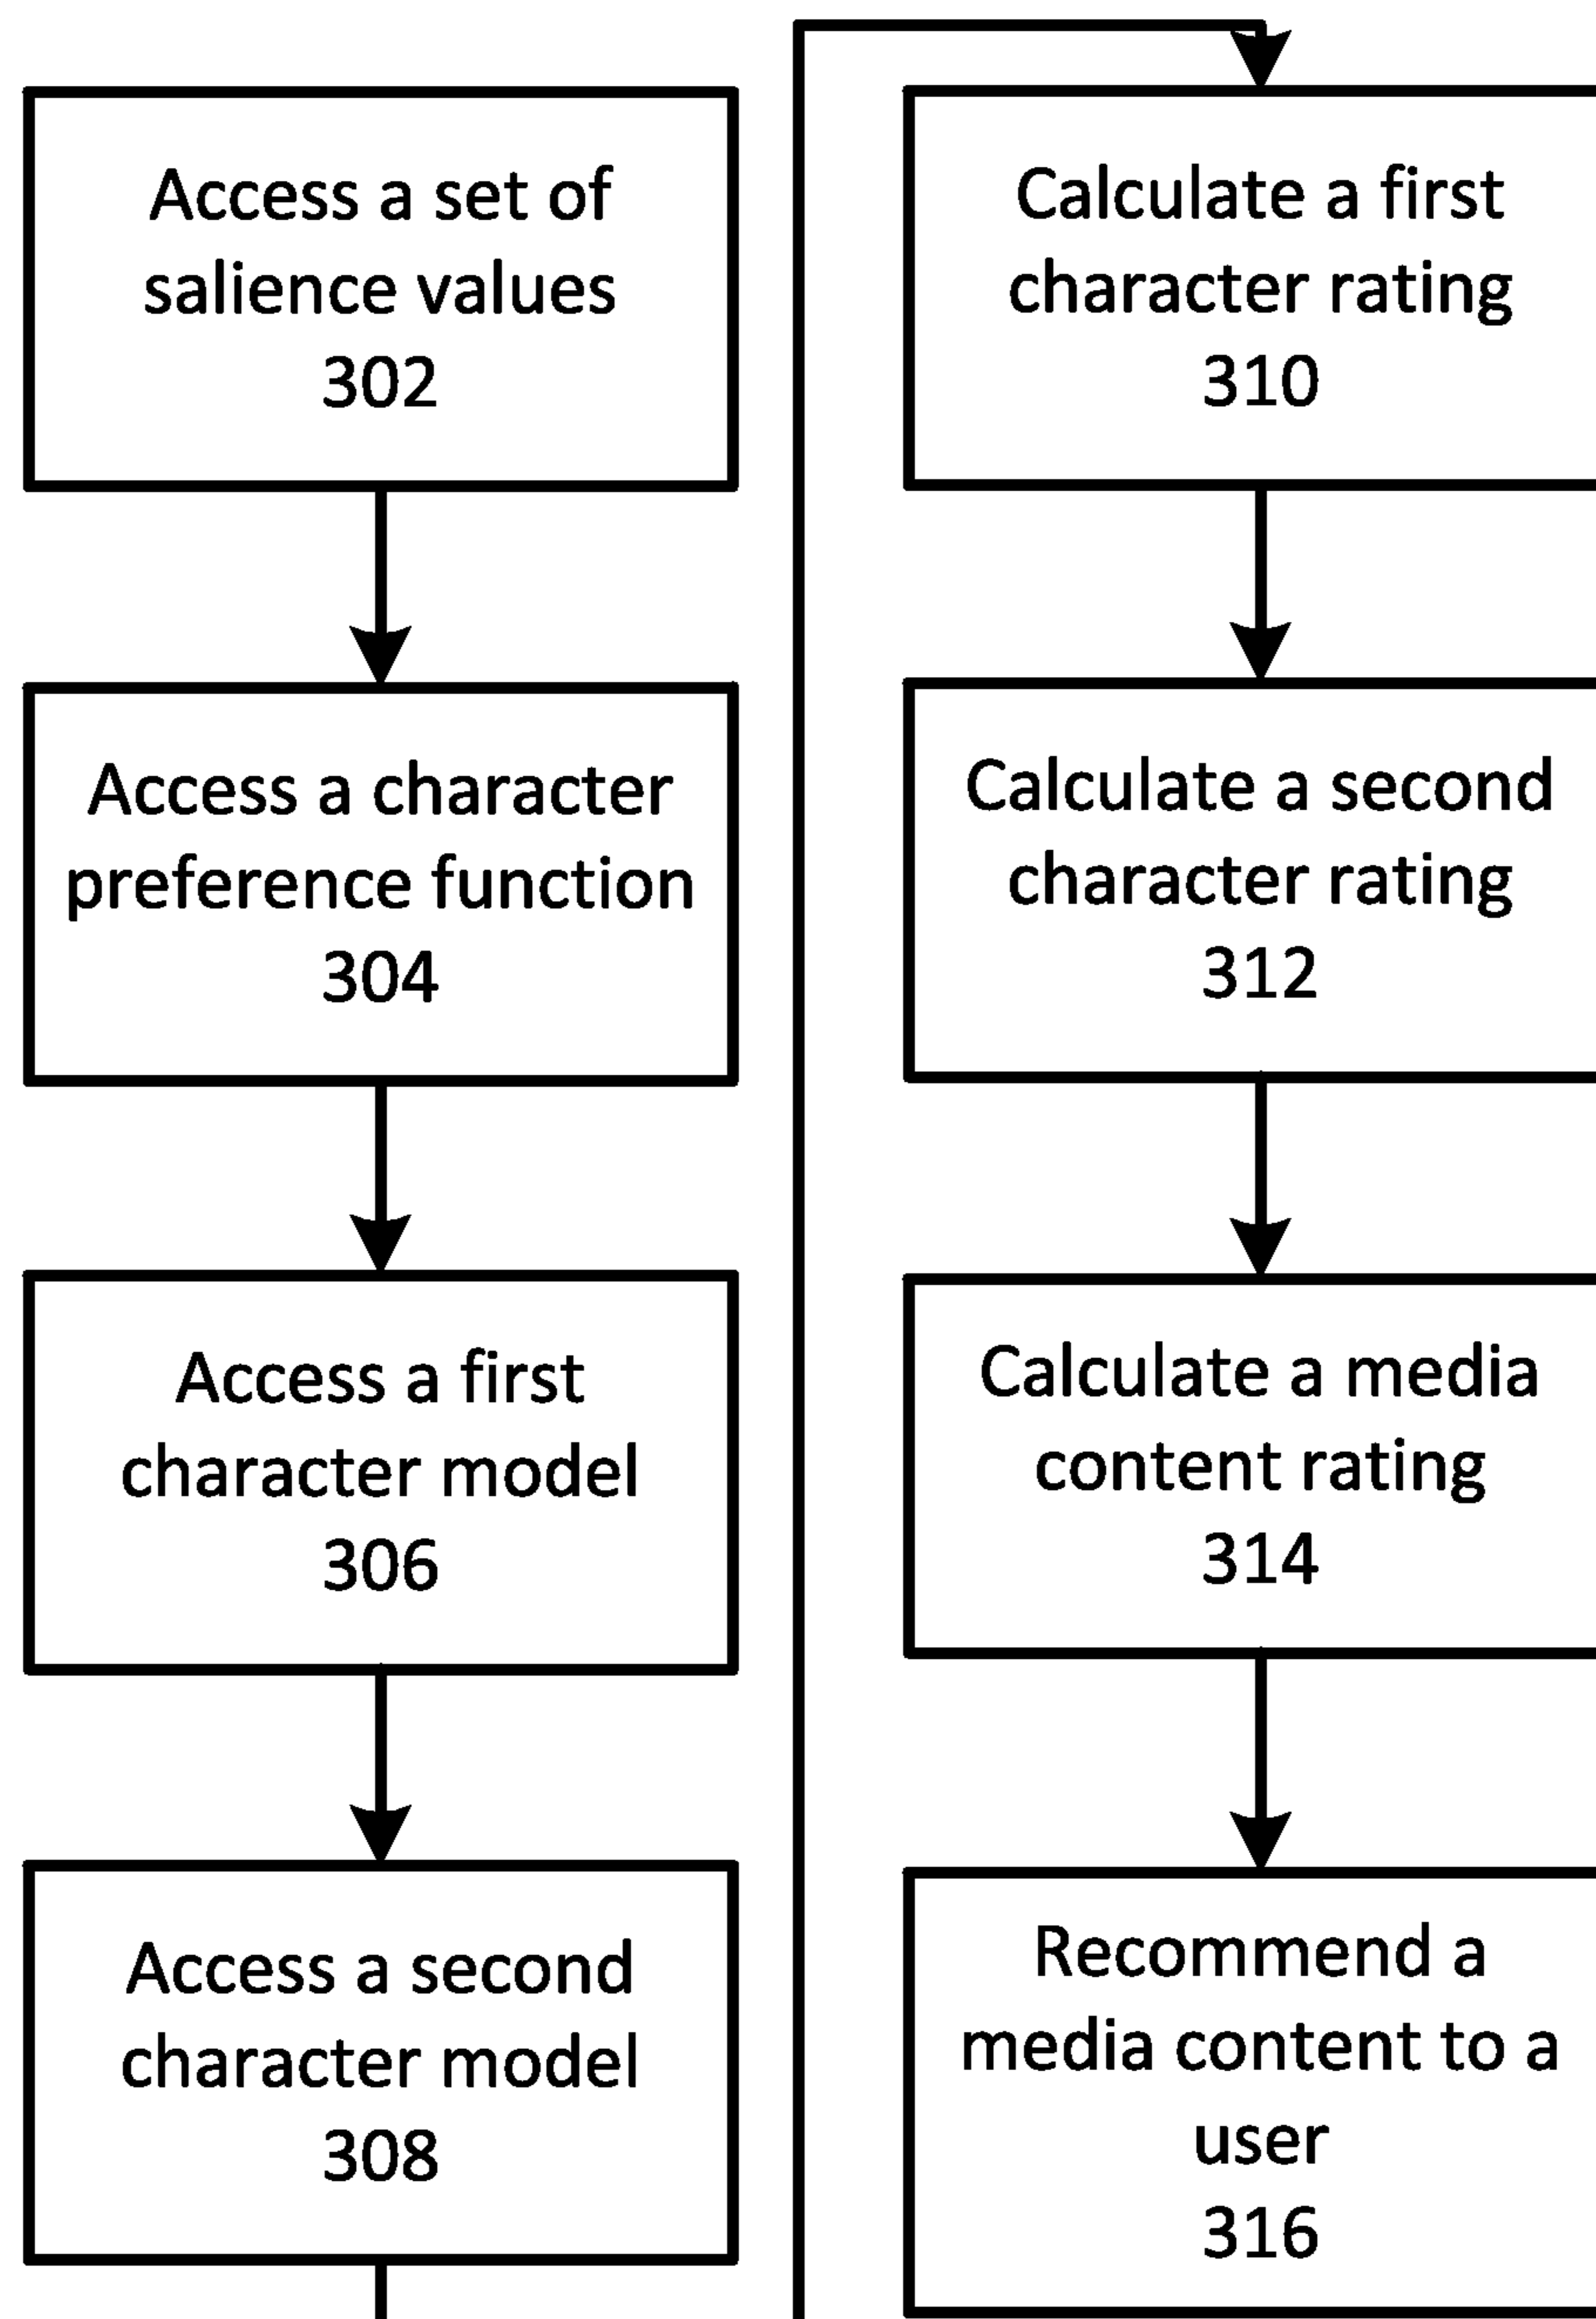 Access a set of
salience values
302
Access a character
preference function
304
Access a first
character model
306
Access a second
character model
308
Calculate a first
character rating
310
Calculate a second
character rating
312
Calculate a media
content rating
314
Recommend a
media content to a
user
316